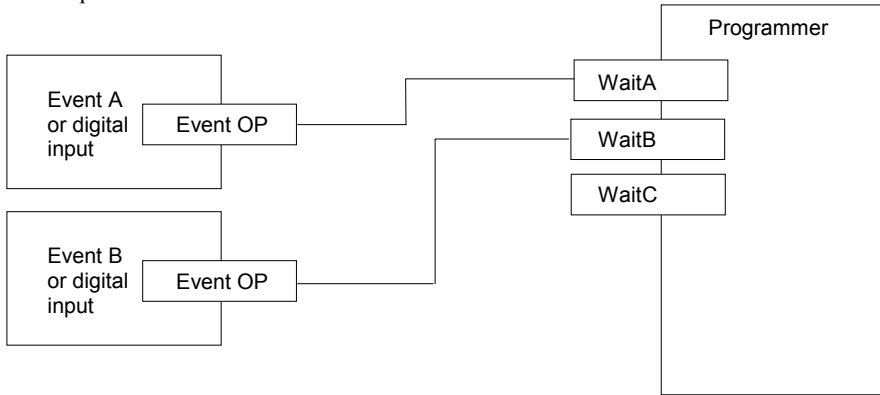 Programmer
WaitA
Event A
or digital
input
Event OP
WaitB
WaitC
Event B
or digital
input
Event OP